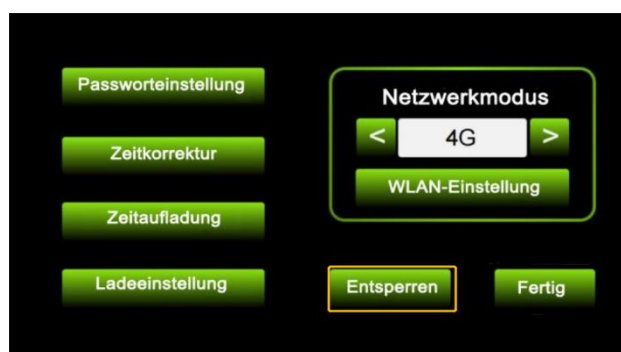 Passworteinstellung
Zeitkorrektur
Zeitaufladung
Ladeeinstellung
Netzwerkmodus
< 4G >
WLAN-Einstellung
Entsperren
Fertig